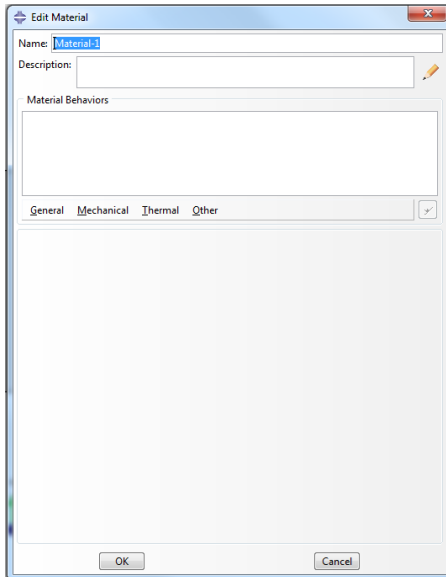 Edit Material
Name: Material-1
Description:
Material Behaviors
General Mechanical Thermal Other
OK Cancel